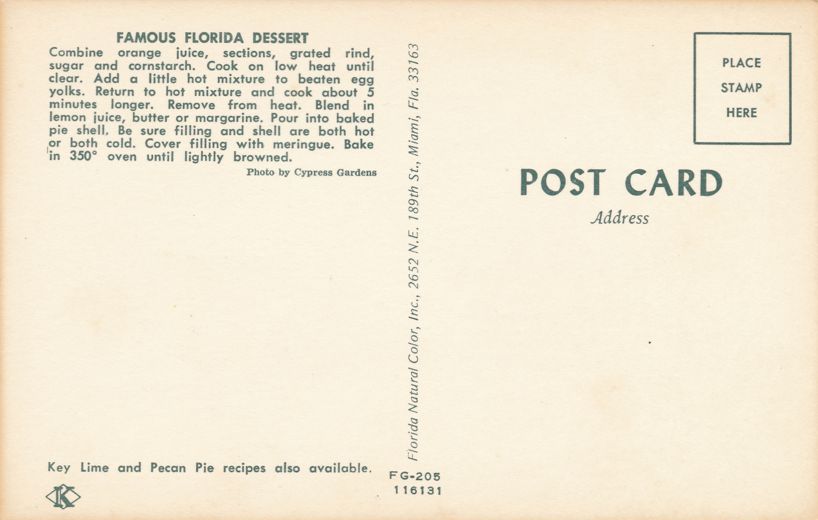 FAMOUS FLORIDA DESSERT
Combine orange juice, sections, grated rind,
sugar and cornstarch. Cook on low heat until
clear. Add a little hot mixture to beaten egg
yolks. Return to hot mixture and cook about 5
minutes longer. Remove from heat. Blend in
lemon juice, butter or margarine. Pour into baked
pie shell. Be sure filling and shell are both hot
or both cold. Cover filling with meringue. Bake
in 350° oven until lightly browned.
Photo by Cypress Gardens
Key Lime and Pecan Pie recipes also available.
K
Florida Natural Color, Inc., 2652 N.E. 189th St., Miami, Fla. 33163
FG-205
116131
PLACE
STAMP
HERE
POST CARD
Address